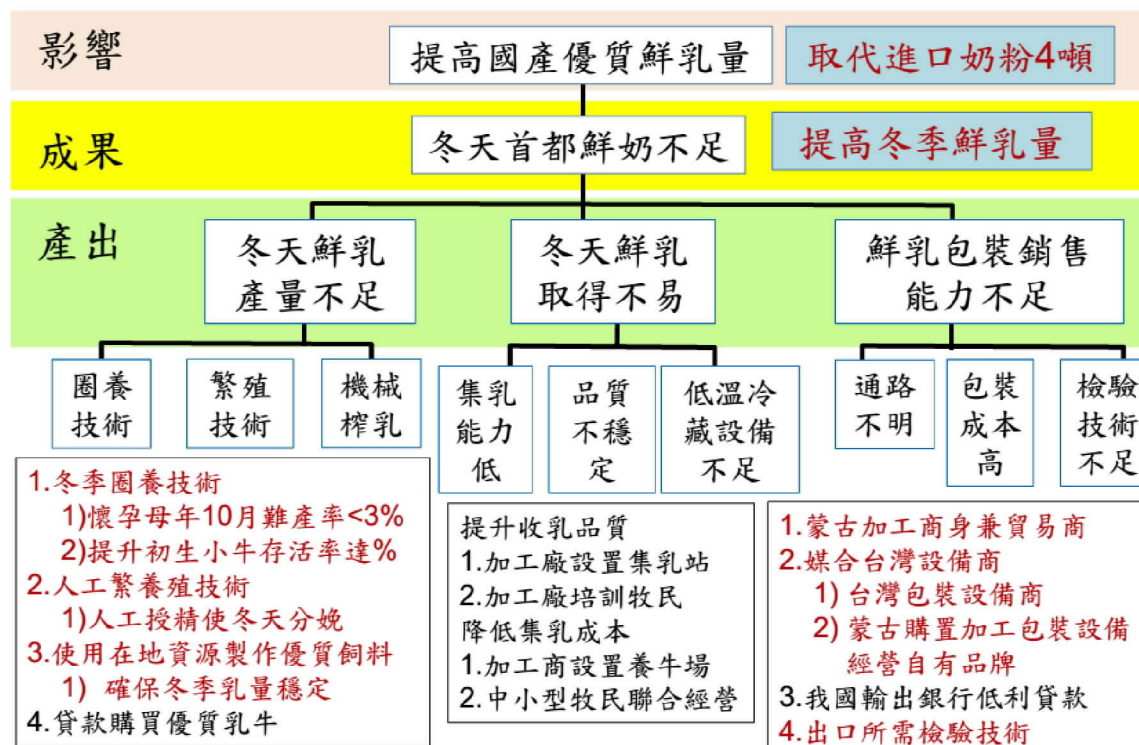 影響
提高國產優質鮮乳量
取代進口奶粉4噸
成果
冬天首都鮮奶不足
提高冬季鮮乳量
產出
冬天鮮乳
產量不足
冬天鮮乳
取得不易
鮮乳包裝銷售
能力不足
圈養
技術
繁殖
技術
機械
榨乳
集乳
能力
低
品質
不穩
定
低溫冷
藏設備
不足
通路
不明
包裝
成本
高
檢驗
技術
不足
1.冬季圈養技術
1)懷孕母年10月難產率<3%
2)提升初生小牛存活率達%
2.人工繁養殖技術
1)人工授精使冬天分娩
3.使用在地資源製作優質飼料
1) 確保冬季乳量穩定
4.貸款購買優質乳牛
提升收乳品質
1.加工廠設置集乳站
2.加工廠培訓牧民
降低集乳成本
1.加工商設置養牛場
2.中小型牧民聯合經營
1.蒙古加工商身兼貿易商
2.媒合台灣設備商
1) 台灣包裝設備商
2) 蒙古購置加工包裝設備
經營自有品牌
3.我國輸出銀行低利貸款
4.出口所需檢驗技術